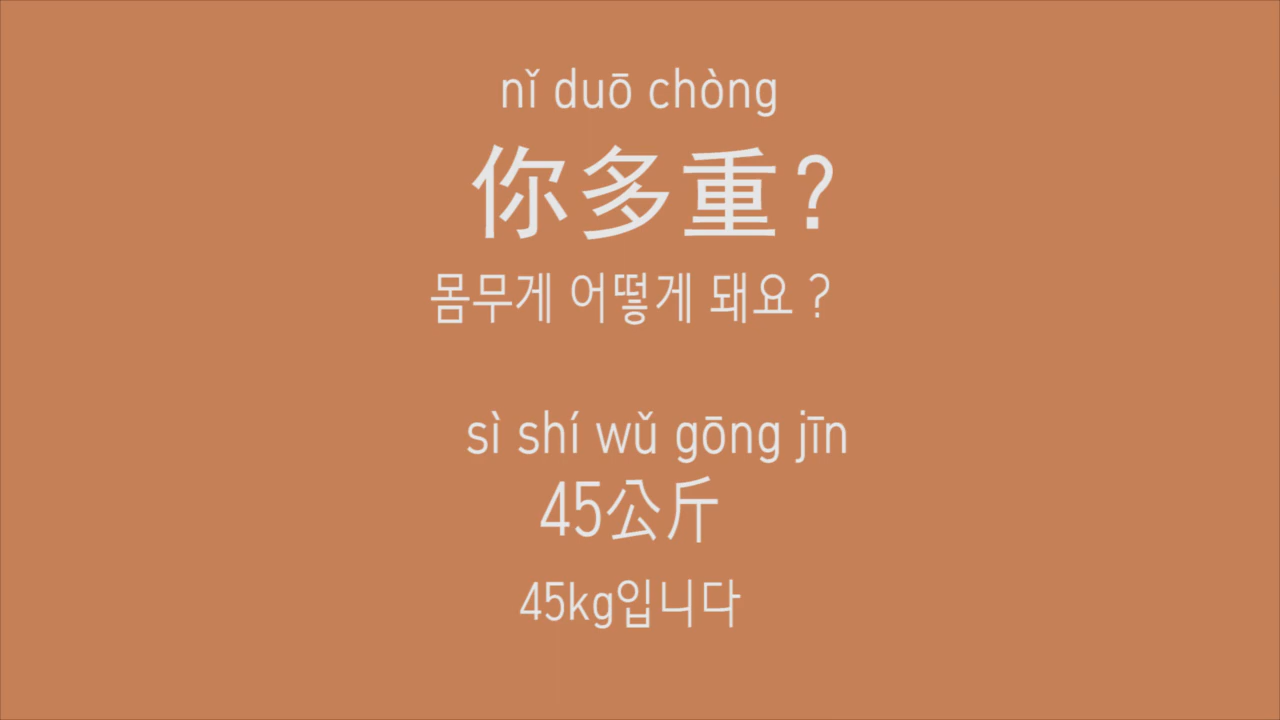 nǐ duō chòng
你多重?
몸무게 어떻게 돼요 ?
sì shí wǔ gōng jīn
45公斤
45kg입니다